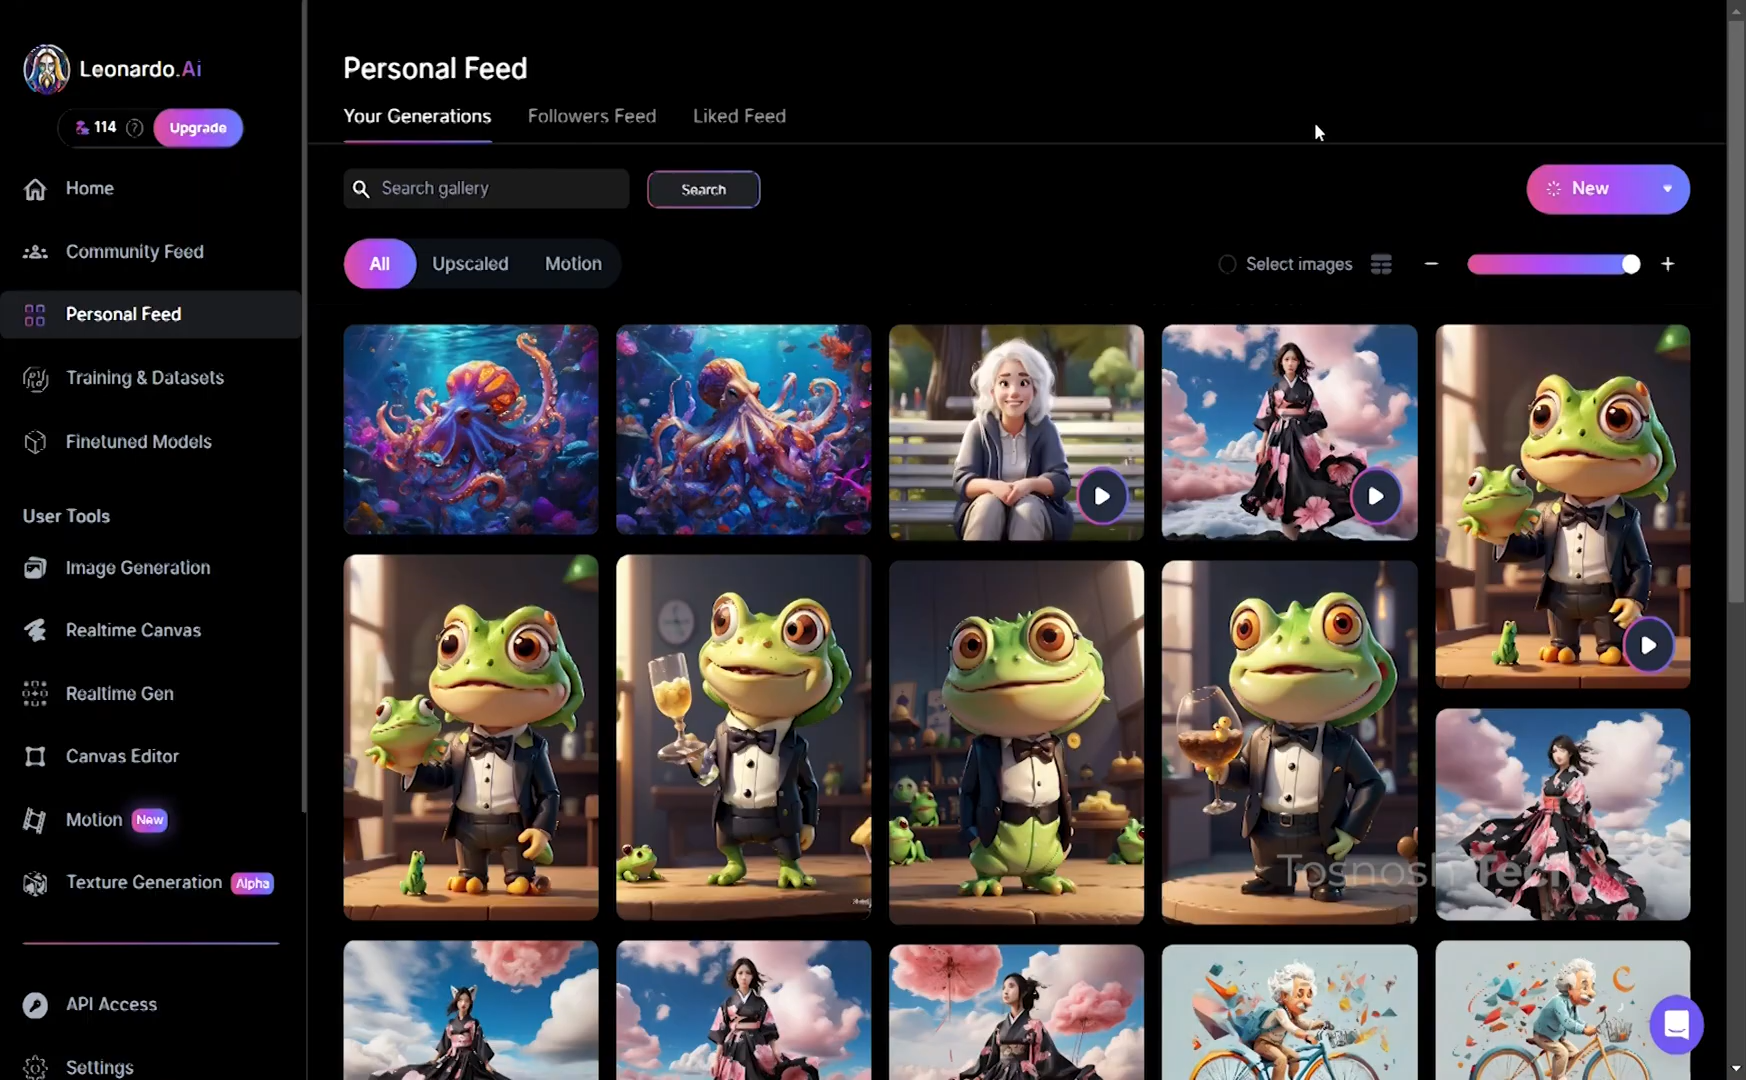 Leonardo.Ai
114 ? Upgrade
Home
Community Feed
Personal Feed
Training & Datasets
Finetuned Models
User Tools
Image Generation
Realtime Canvas
Realtime Gen
Canvas Editor
Motion New
Texture Generation Alpha
API Access
Settings
Personal Feed
Your Generations Followers Feed Liked Feed
Search gallery Search
New
All Upscaled Motion
Select images
Tosnosh Tech